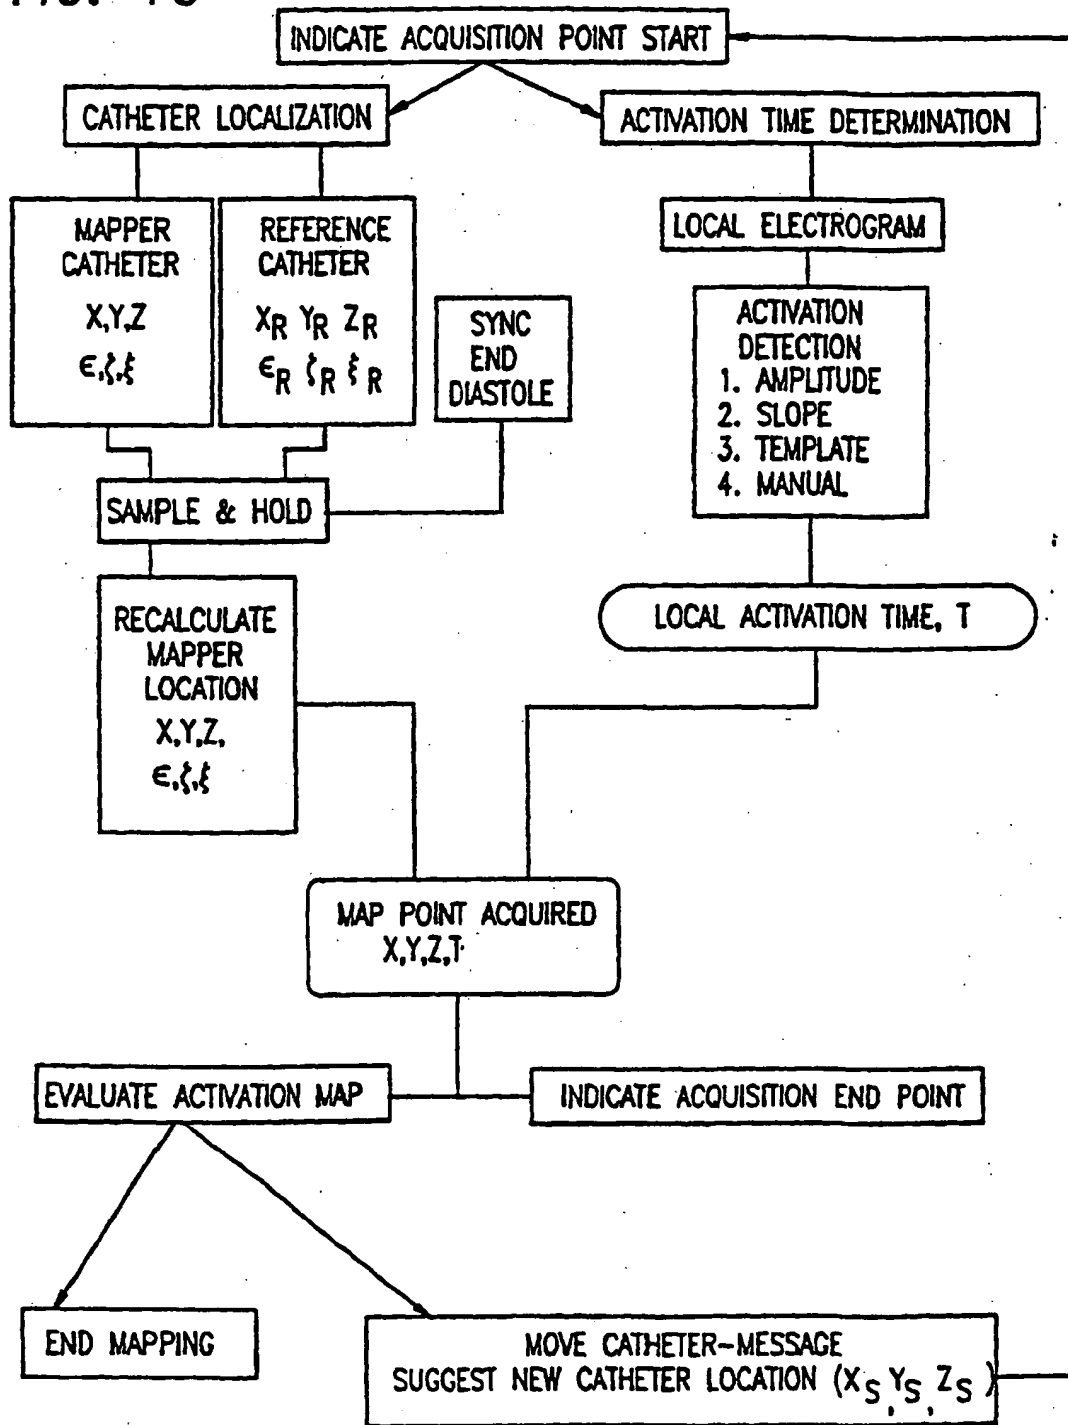 INDICATE ACQUISITION POINT START
CATHETER LOCALIZATION
ACTIVATION TIME DETERMINATION
MAPPER
CATHETER
X,Y,Z
ϵ,ζ,ξ
REFERENCE
CATHETER
XR YR ZR
ϵR ζR ξR
SYNC
END
DIASTOLE
LOCAL ELECTROGRAM
ACTIVATION
DETECTION
1. AMPLITUDE
2. SLOPE
3. TEMPLATE
4. MANUAL
SAMPLE & HOLD
RECALCULATE
MAPPER
LOCATION
X,Y,Z,
ϵ,ζ,ξ
LOCAL ACTIVATION TIME, T
MAP POINT ACQUIRED
X,Y,Z,T
EVALUATE ACTIVATION MAP
INDICATE ACQUISITION END POINT
END MAPPING
MOVE CATHETER-MESSAGE
SUGGEST NEW CATHETER LOCATION (XS,YS,ZS)